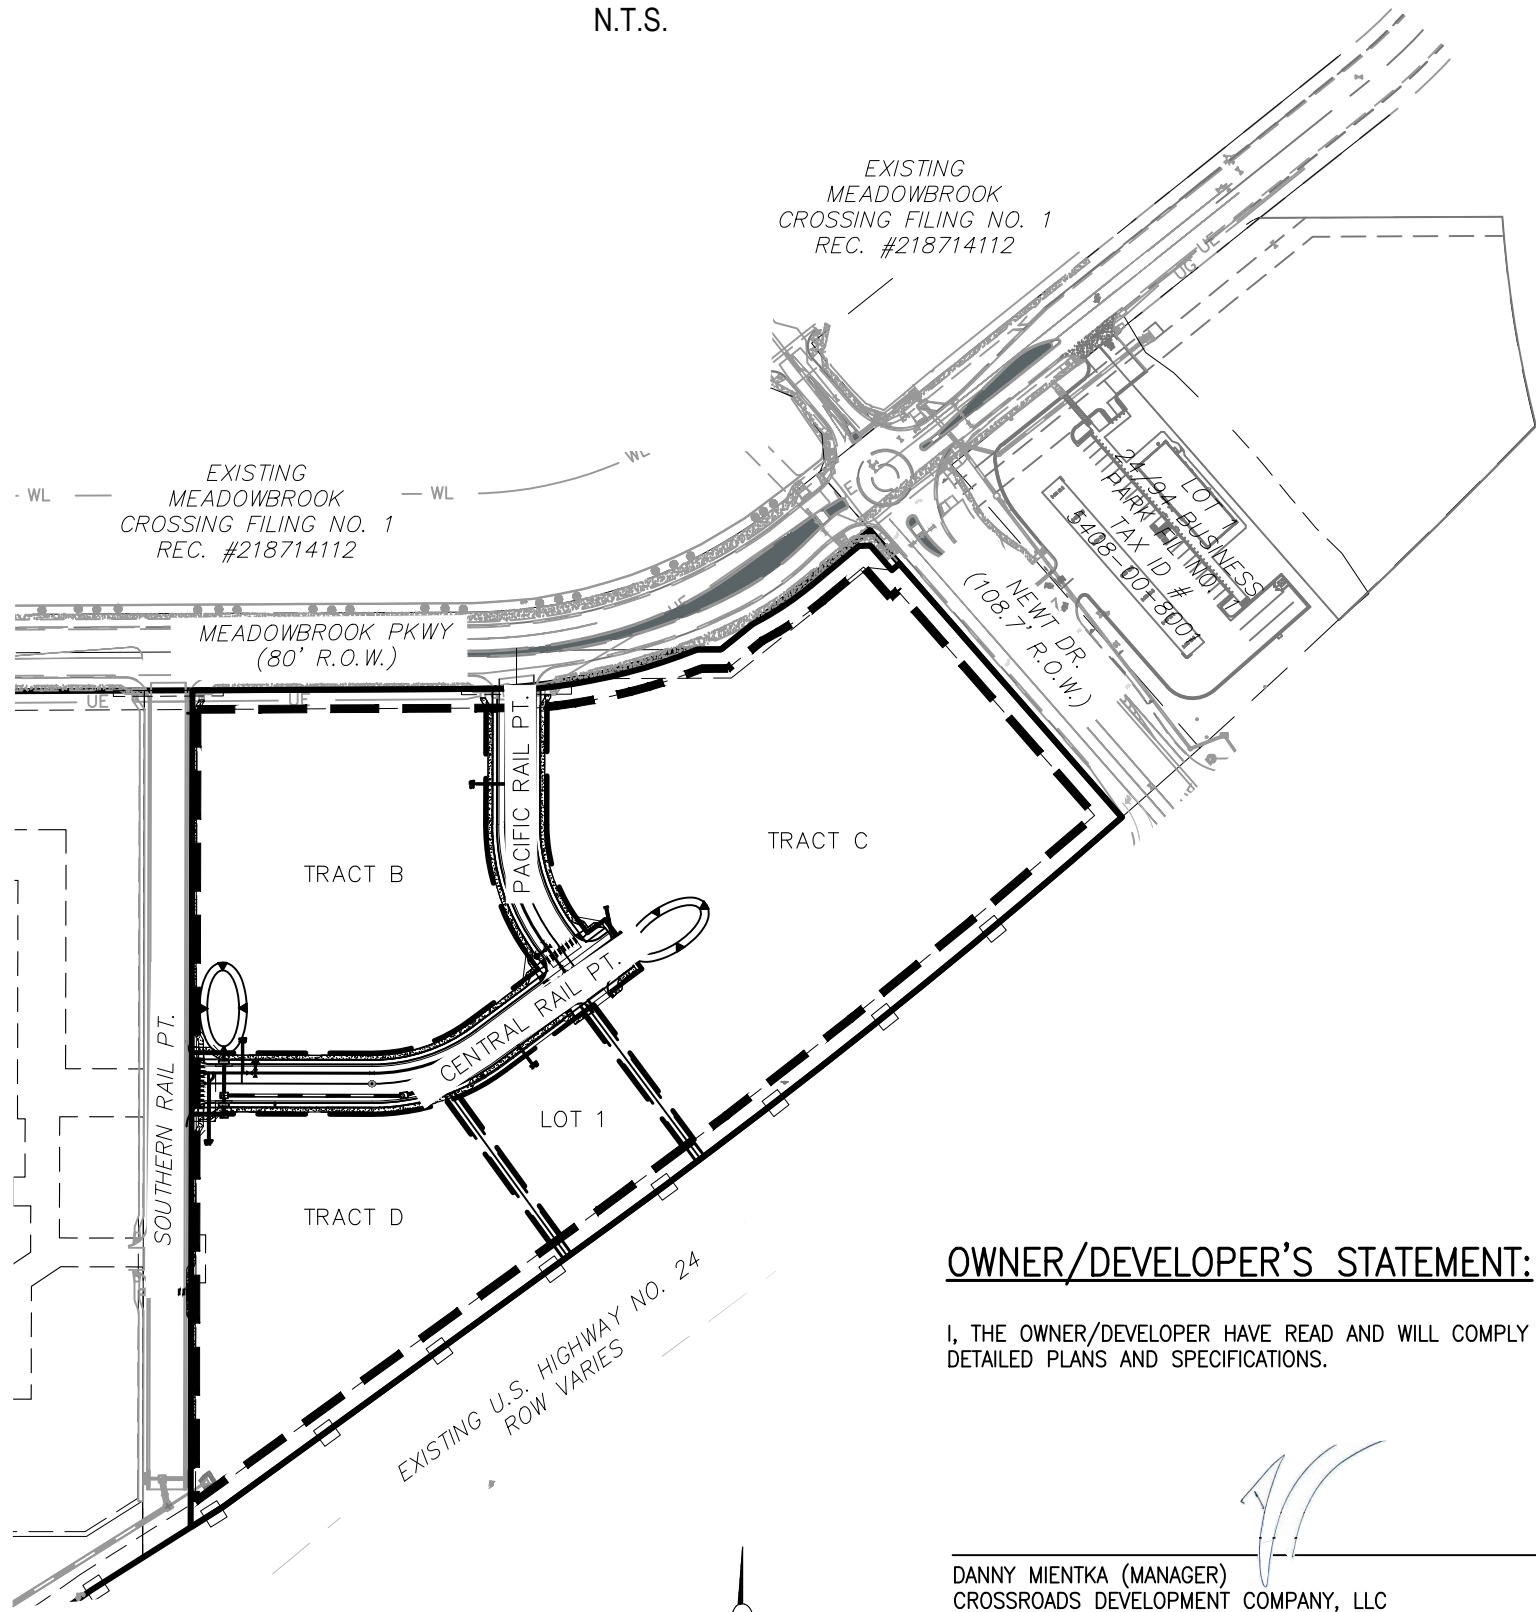 N.T.S.
EXISTING
MEADOWBROOK
CROSSING FILING NO. 1
REC. #218714112
UG UE
WL
EXISTING
MEADOWBROOK
CROSSING FILING NO. 1
REC. #218714112
WL
WL
LOT 1
24/94 BUSINESS
PARK FIL NO. 1
TAX ID #
5408-001-8001
E
NEWT DR.
(108.7' R.O.W.)
UE
MEADOWBROOK PKWY
(80' R.O.W.)
UE
UE
PACIFIC RAIL PT.
TRACT C
TRACT B
CENTRAL RAIL PT.
SOUTHERN RAIL PT.
LOT 1
TRACT D
EXISTING U.S. HIGHWAY NO. 24
ROW VARIES
OWNER/DEVELOPER'S STATEMENT:
I, THE OWNER/DEVELOPER HAVE READ AND WILL COMPLY
DETAILED PLANS AND SPECIFICATIONS.
DANNY MIENTKA (MANAGER)
CROSSROADS DEVELOPMENT COMPANY, LLC